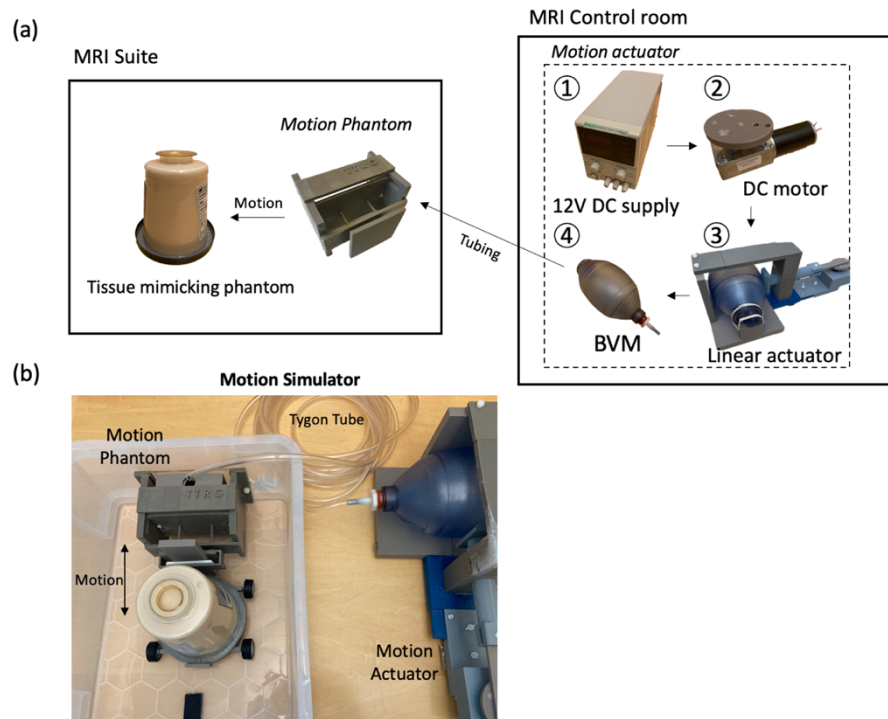 (a)
MRI Suite
MRI Control room
Motion actuator
①
②
Motion Phantom
Motion
Tissue mimicking phantom
12V DC supply
DC motor
④
③
Tubing
BVM
Linear actuator
(b)
Motion Simulator
Tygon Tube
Motion
Phantom
TTRG
Motion
Motion
Actuator